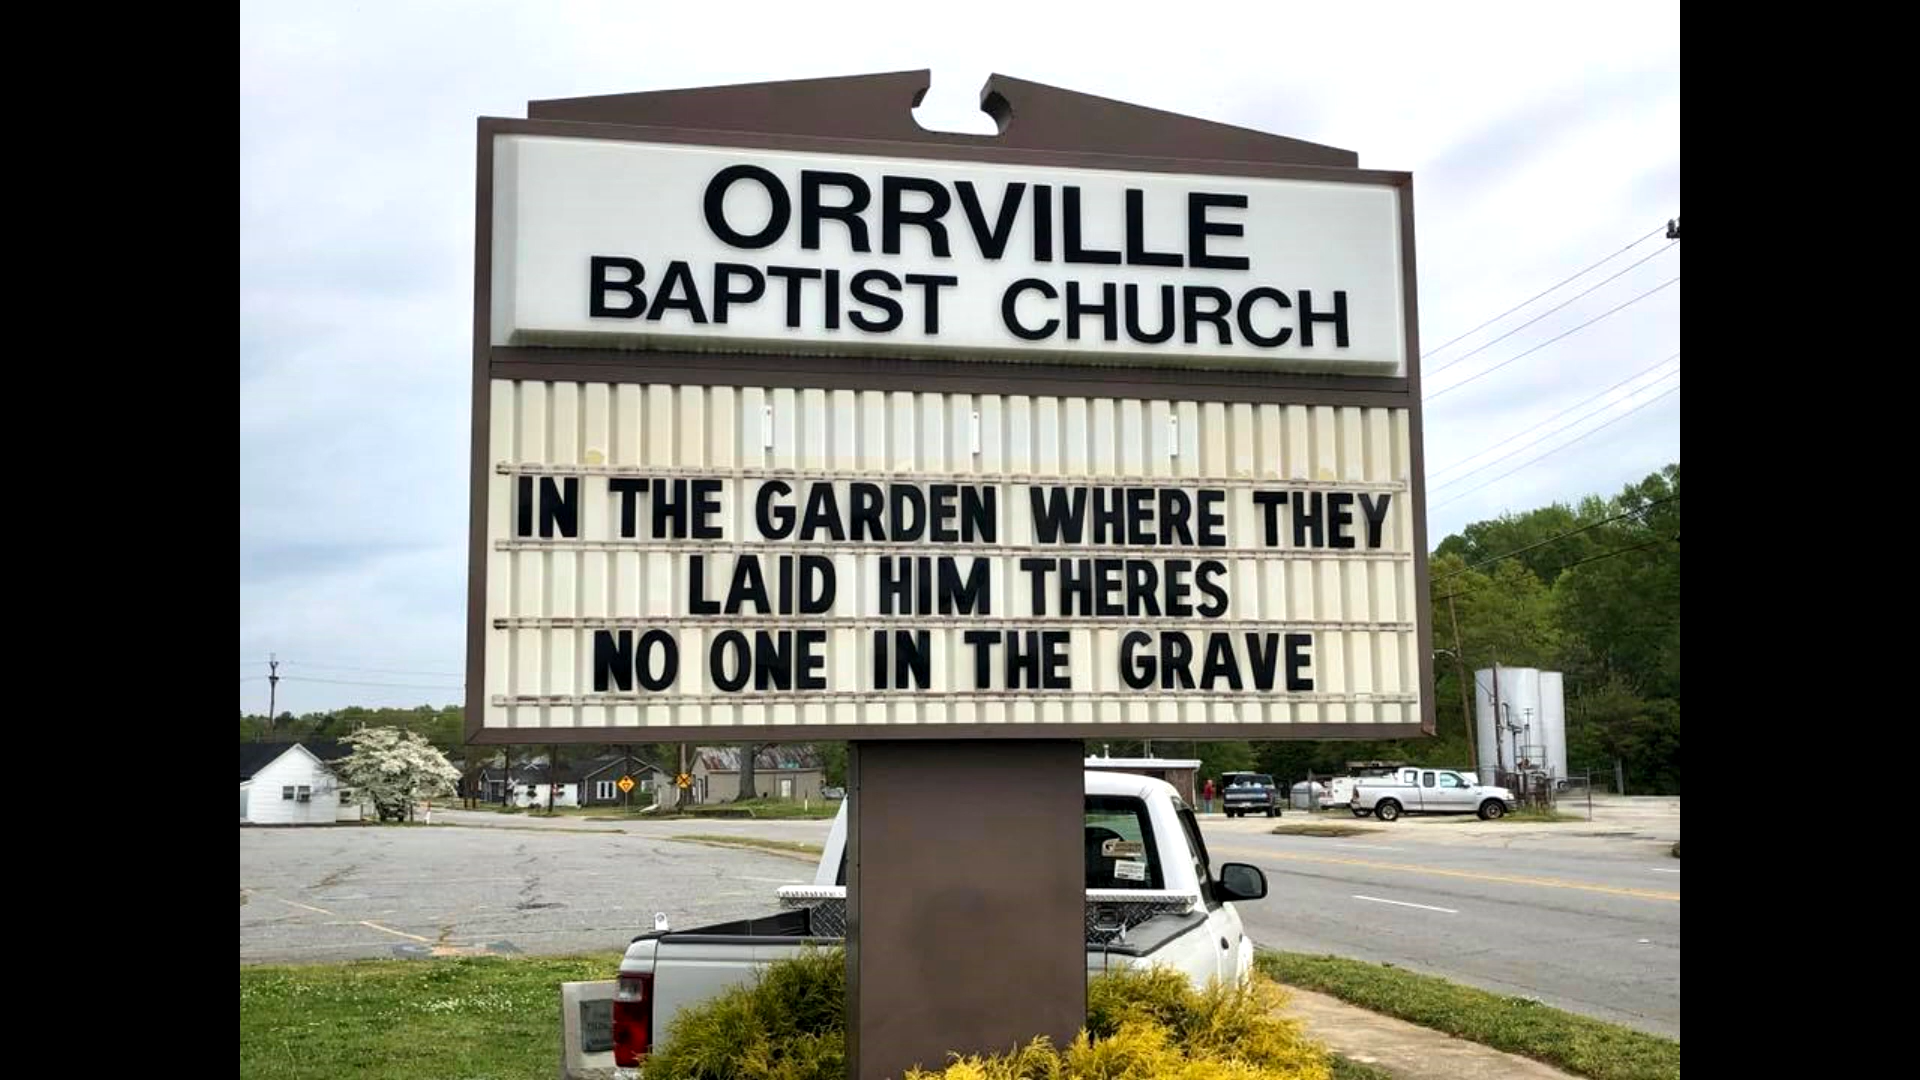 ORRVILLE
BAPTIST CHURCH
IN THE GARDEN WHERE THEY
LAID HIM THERES
NO ONE IN THE GRAVE